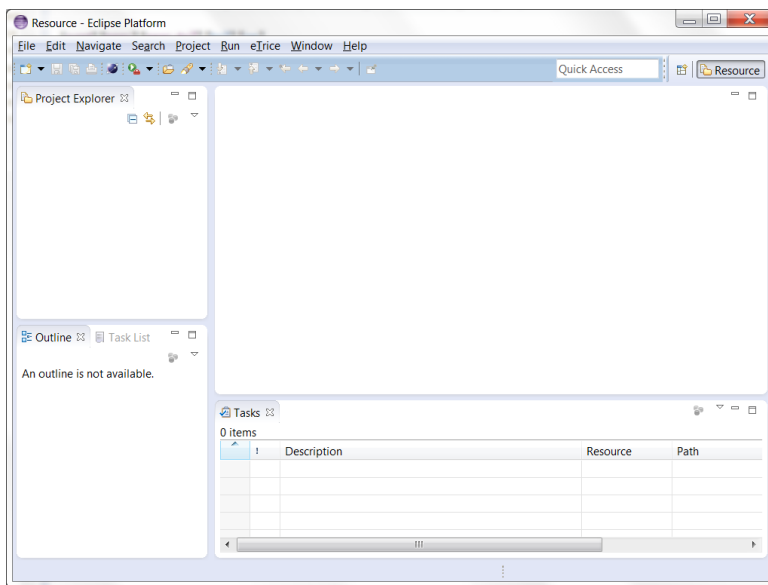 Resource - Eclipse Platform
File Edit Navigate Search Project Run eTrice Window Help
Quick Access
Resource
Project Explorer
Outline
Task List
An outline is not available.
Tasks
0 items
! Description Resource Path